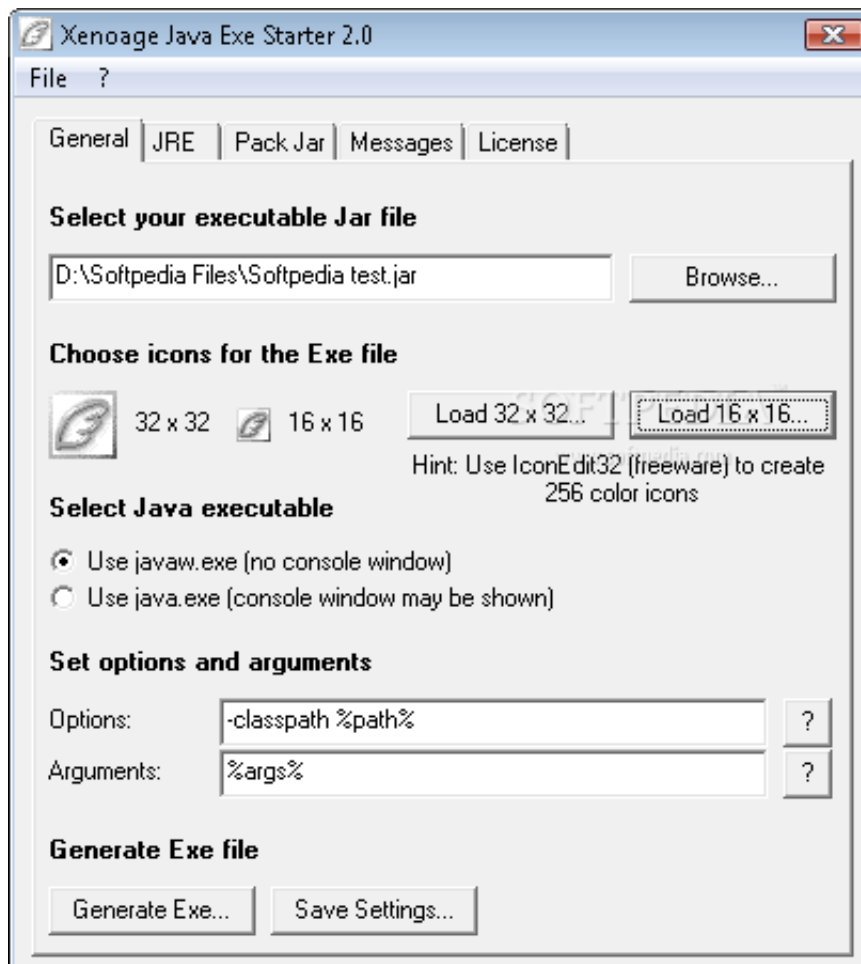 Xenoage Java Exe Starter 2.0
File ?
General JRE Pack Jar Messages License
Select your executable Jar file
D:\Softpedia Files\Softpedia test.jar Browse...
Choose icons for the Exe file
32 x 32 16 x 16 Load 32 x 32... Load 16 x 16...
SOFTPEDIA™
www.softpedia.com
Hint: Use IconEdit32 (freeware) to create
256 color icons
Select Java executable
Use javaw.exe (no console window)
Use java.exe (console window may be shown)
Set options and arguments
Options: -classpath %path% ?
Arguments: %args% ?
Generate Exe file
Generate Exe... Save Settings...